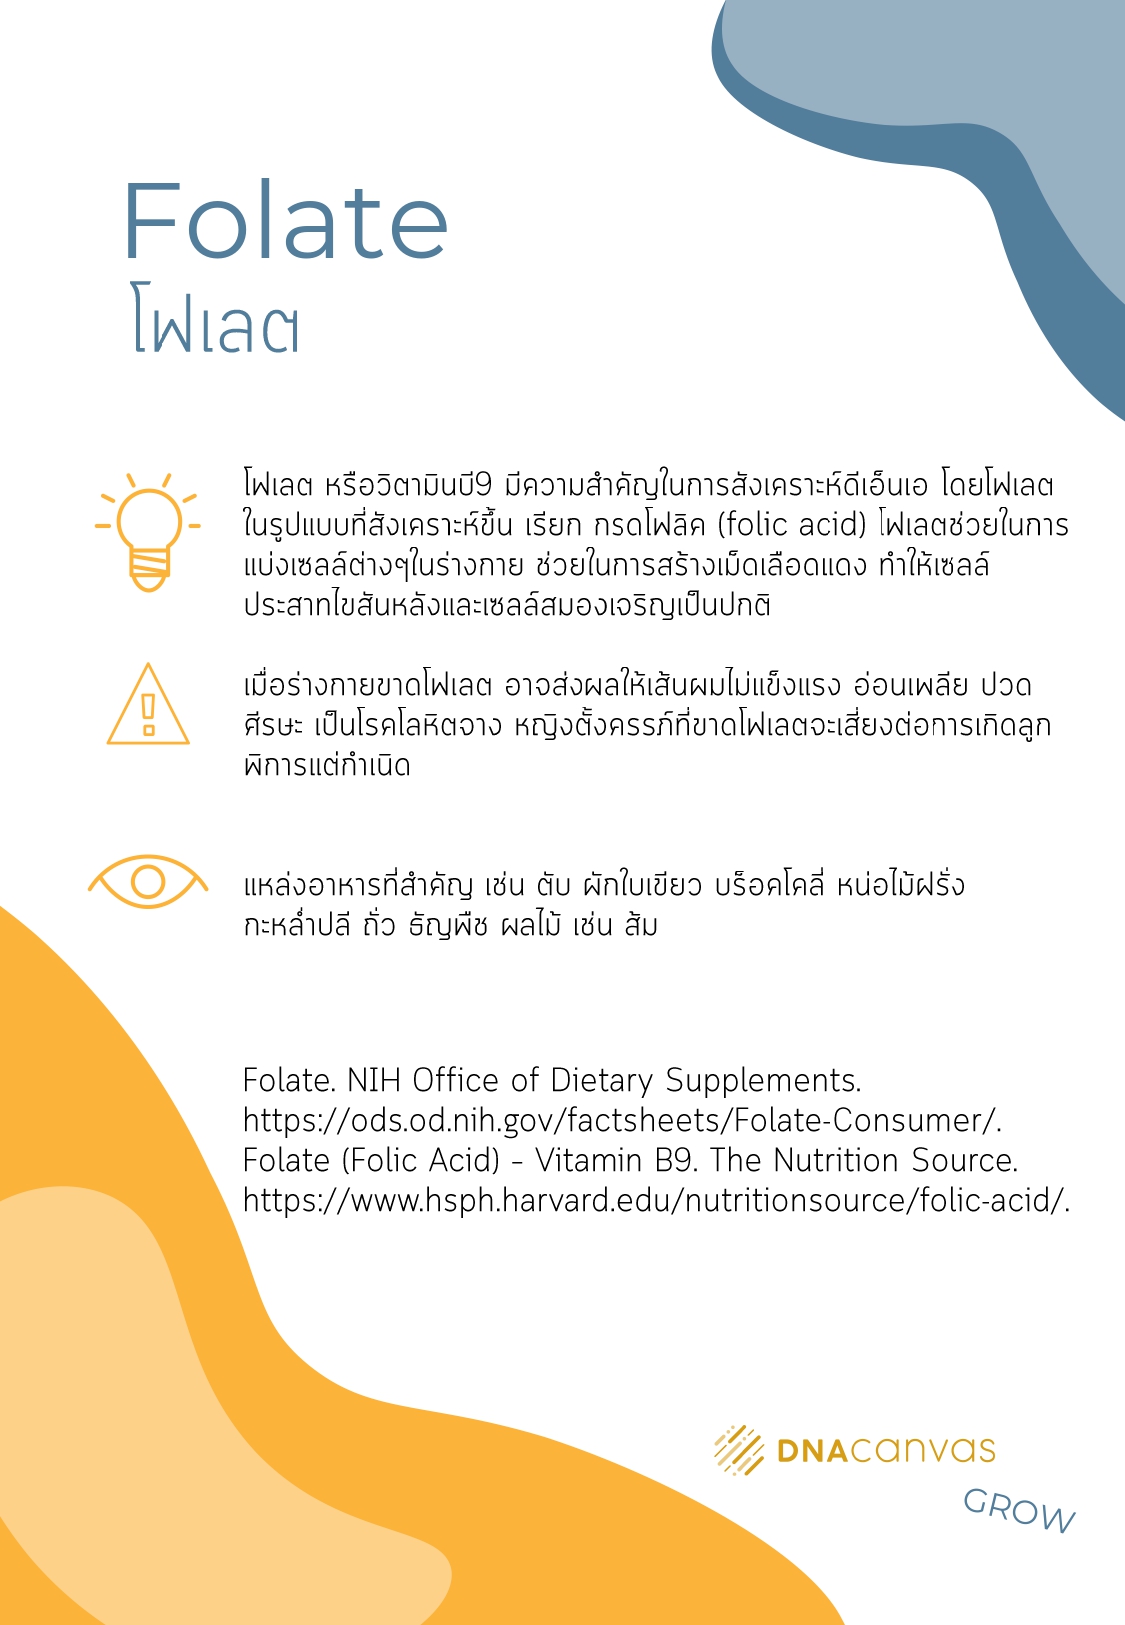 Folate
โฟเลต
โฟเลต หรือวิตามินบี9 มีความสำคัญในการสังเคราะห์ดีเอ็นเอ โดยโฟเลต
ในรูปแบบที่สังเคราะห์ขึ้น เรียก กรดโฟลิค (folic acid) โฟเลตช่วยในการ
แบ่งเซลล์ต่างๆในร่างกาย ช่วยในการสร้างเม็ดเลือดแดง ทำให้เซลล์
ประสาทไขสันหลังและเซลล์สมองเจริญเป็นปกติ
เมื่อร่างกายขาดโฟเลต อาจส่งผลให้เส้นผมไม่แข็งแรง อ่อนเพลีย ปวด
ศีรษะ เป็นโรคโลหิตจาง หญิงตั้งครรภ์ที่ขาดโฟเลตจะเสี่ยงต่อการเกิดลูก
พิการแต่กำเนิด
แหล่งอาหารที่สำคัญ เช่น ตับ ผักใบเขียว บร็อคโคลี่ หน่อไม้ฝรั่ง
กะหล่ำปลี ถั่ว ธัญพืช ผลไม้ เช่น ส้ม
Folate. NIH Office of Dietary Supplements.
https://ods.od.nih.gov/factsheets/Folate-Consumer/.
Folate (Folic Acid) – Vitamin B9. The Nutrition Source.
https://www.hsph.harvard.edu/nutritionsource/folic-acid/.
DNAcanvas
GROW